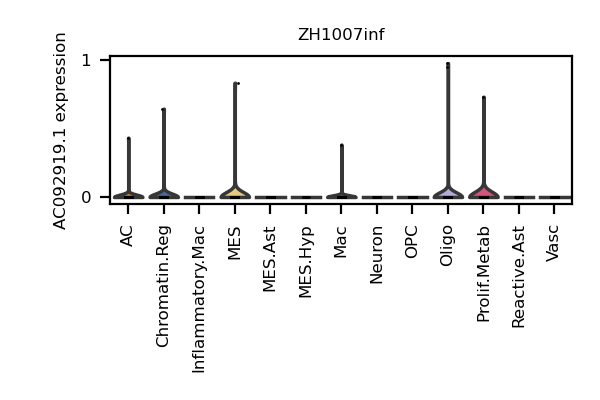 ZH1007inf
AC092919.1 expression
1
0
AC
Chromatin.Reg
Inflammatory.Mac
MES
MES.Ast
MES.Hyp
Mac
Neuron
OPC
Oligo
Prolif.Metab
Reactive.Ast
Vasc